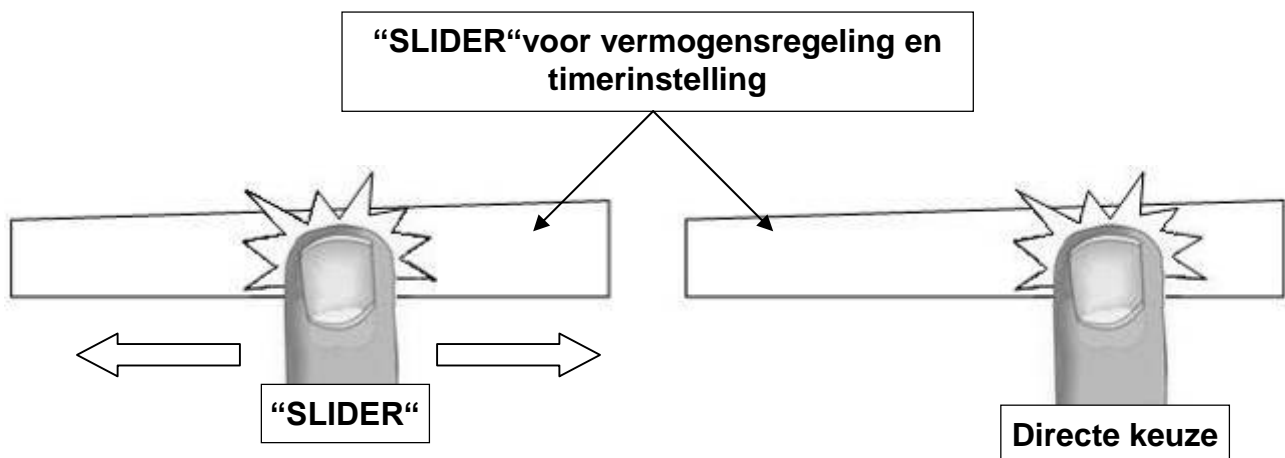 “SLIDER“voor vermogensregeling en
timerinstelling
“SLIDER“
Directe keuze